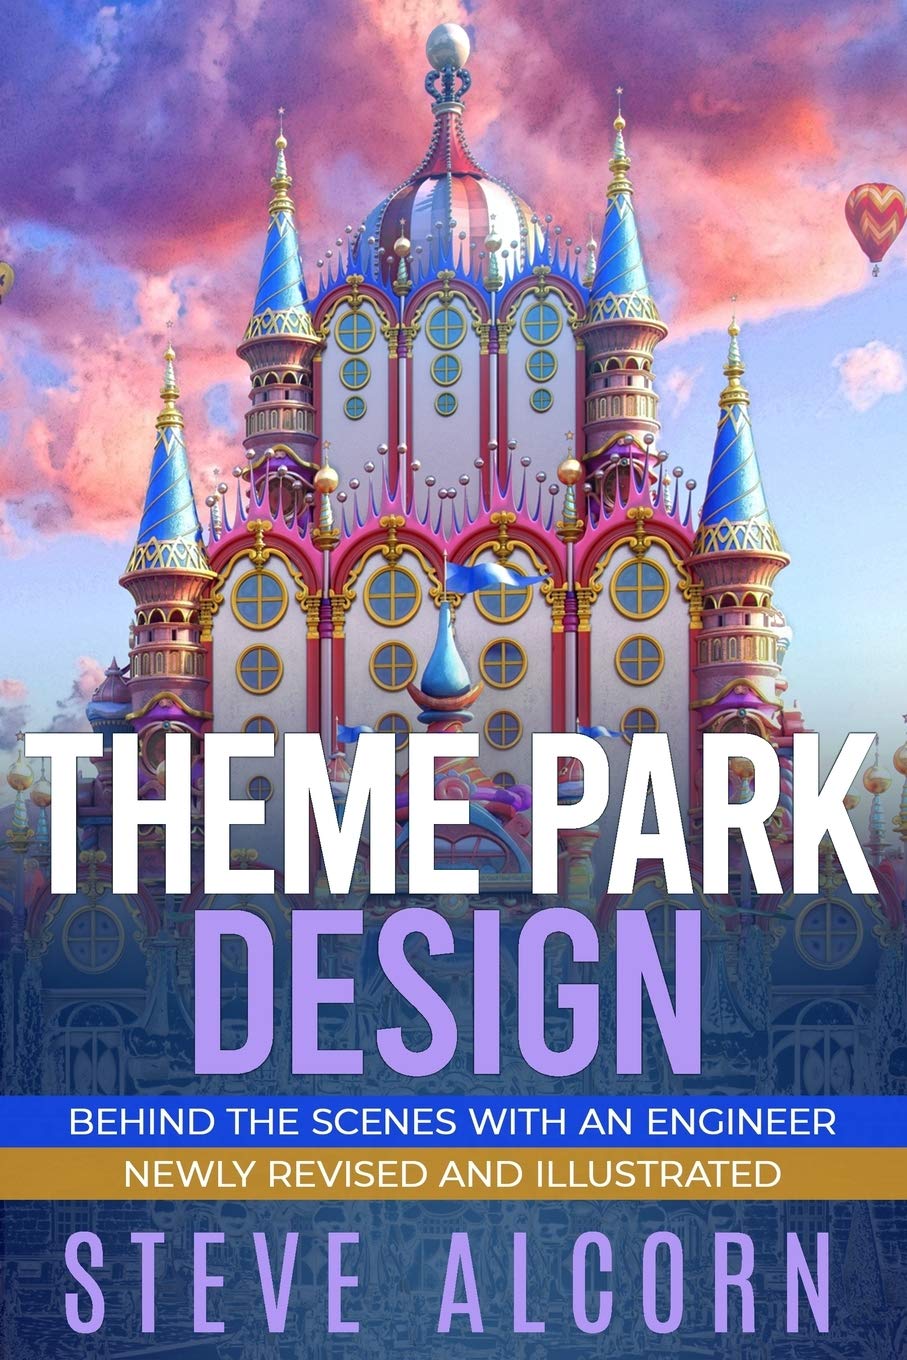 THEME PARK
DESIGN
BEHIND THE SCENES WITH AN ENGINEER
NEWLY REVISED AND ILLUSTRATED
STEVE ALCORN